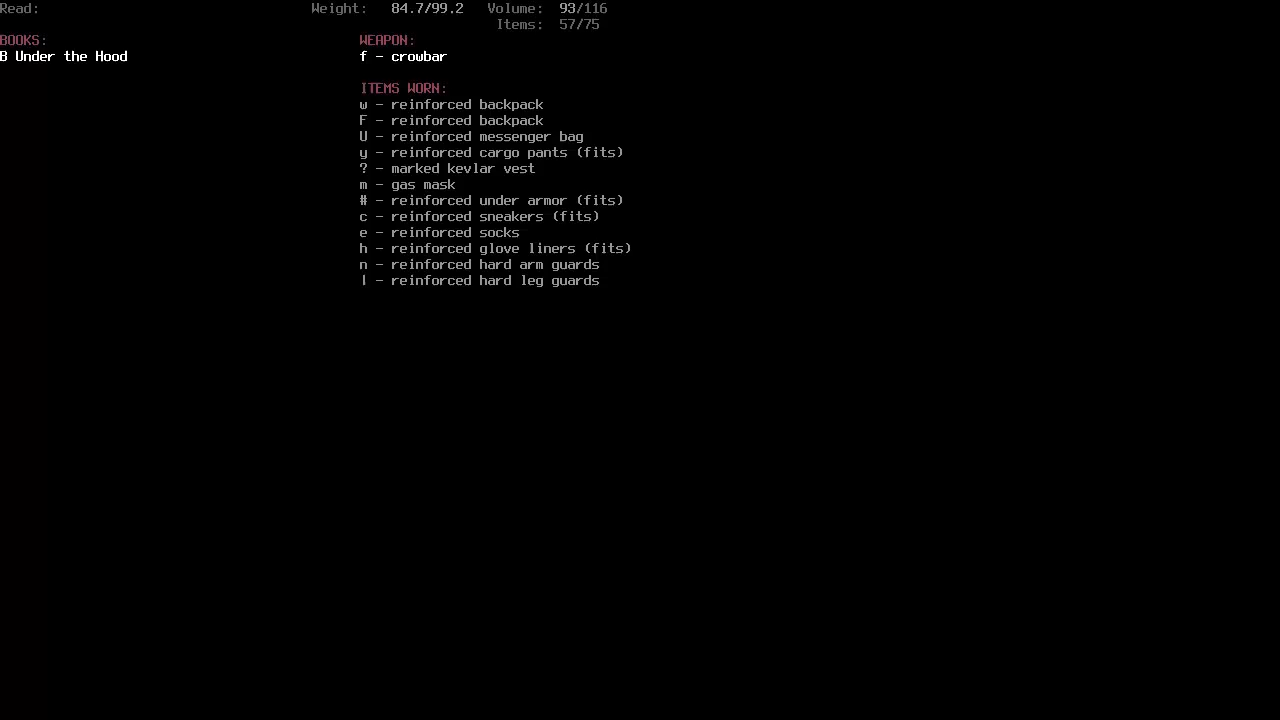 Read: Weight: 84.7/99.2 Volume: 93/116
Items: 57/75
BOOKS: WEAPON:
B Under the Hood f - crowbar
ITEMS WORN:
w - reinforced backpack
F - reinforced backpack
U - reinforced messenger bag
y - reinforced cargo pants (fits)
? - marked kevlar vest
m - gas mask
# - reinforced under armor (fits)
c - reinforced sneakers (fits)
e - reinforced socks
h - reinforced glove liners (fits)
n - reinforced hard arm guards
l - reinforced hard leg guards